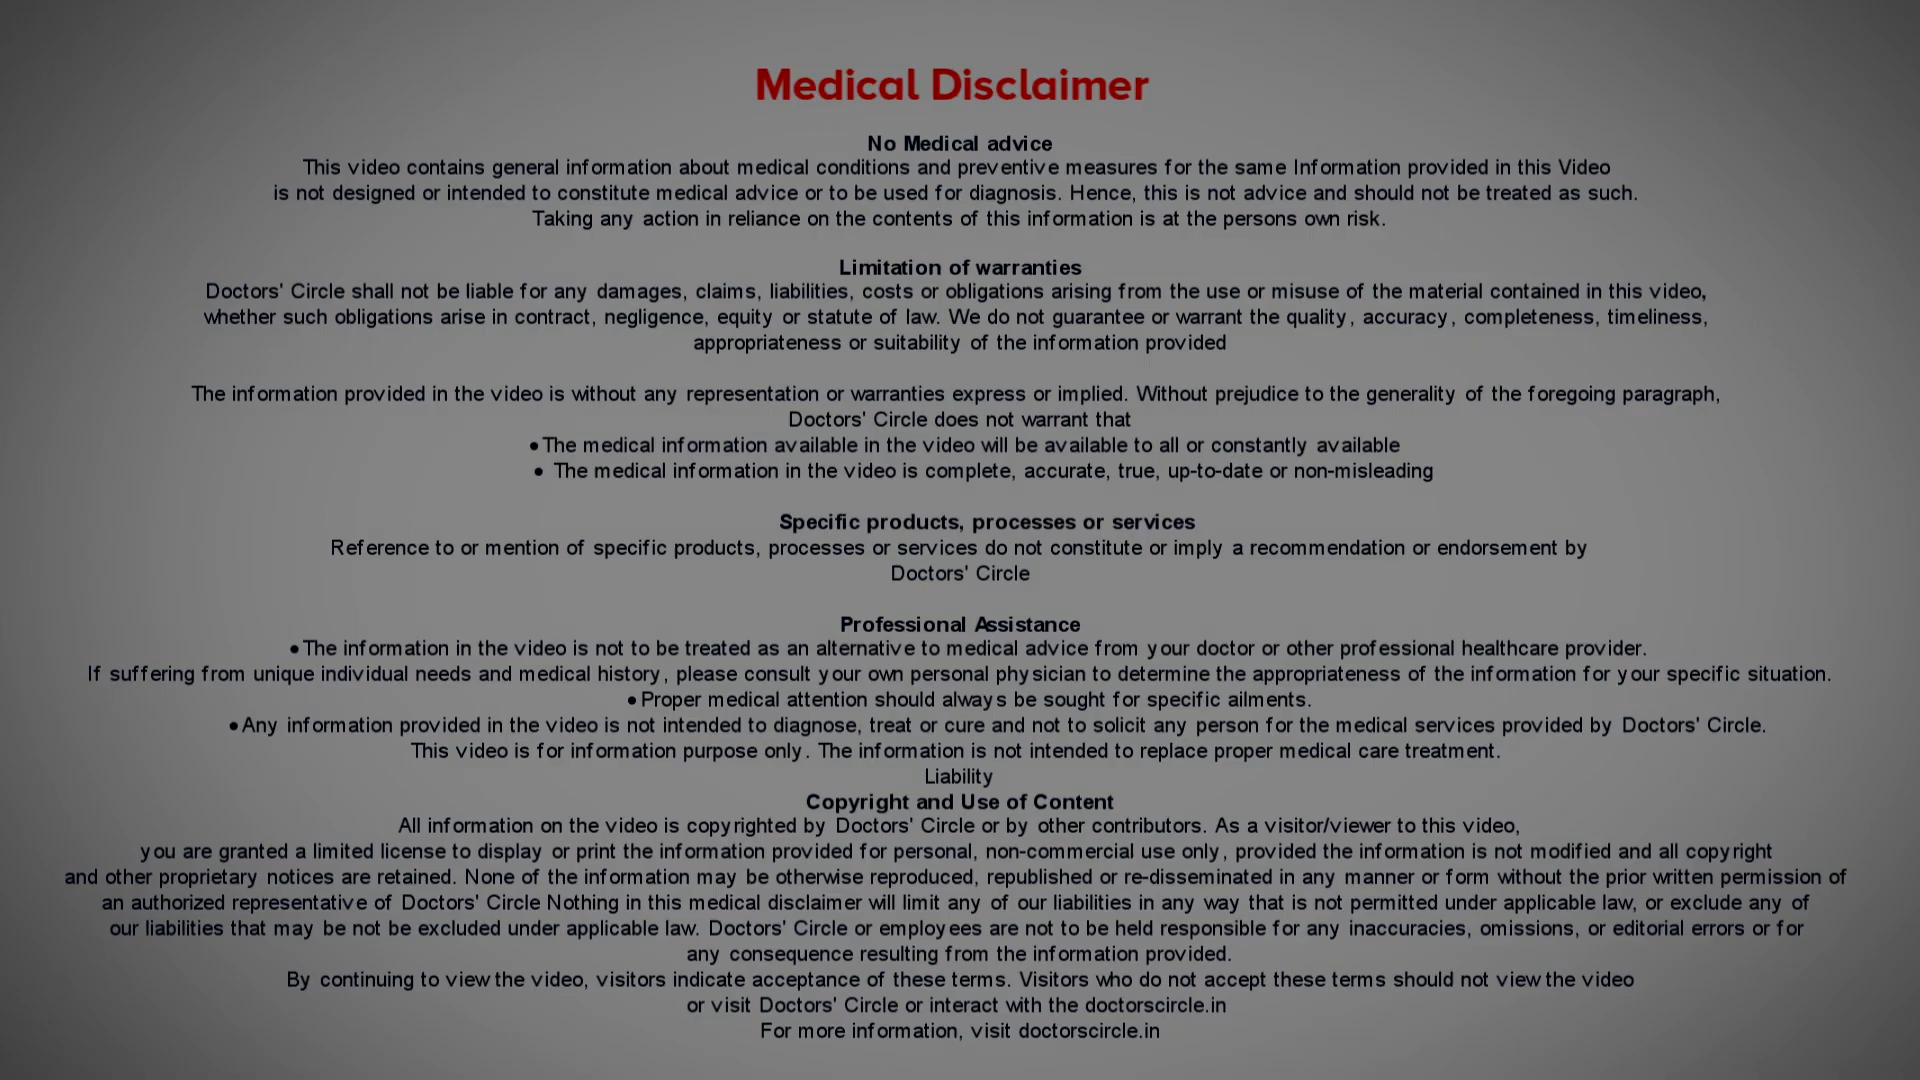 Medical Disclaimer
No Medical advice
This video contains general information about medical conditions and preventive measures for the same Information provided in this Video
is not designed or intended to constitute medical advice or to be used for diagnosis. Hence, this is not advice and should not be treated as such.
Taking any action in reliance on the contents of this information is at the persons own risk.
Limitation of warranties
Doctors' Circle shall not be liable for any damages, claims, liabilities, costs or obligations arising from the use or misuse of the material contained in this video,
whether such obligations arise in contract, negligence, equity or statute of law. We do not guarantee or warrant the quality, accuracy, completeness, timeliness,
appropriateness or suitability of the information provided
The information provided in the video is without any representation or warranties express or implied. Without prejudice to the generality of the foregoing paragraph,
Doctors' Circle does not warrant that
•The medical information available in the video will be available to all or constantly available
• The medical information in the video is complete, accurate, true, up-to-date or non-misleading
Specific products, processes or services
Reference to or mention of specific products, processes or services do not constitute or imply a recommendation or endorsement by
Doctors' Circle
Professional Assistance
•The information in the video is not to be treated as an alternative to medical advice from your doctor or other professional healthcare provider.
If suffering from unique individual needs and medical history, please consult your own personal physician to determine the appropriateness of the information for your specific situation.
•Proper medical attention should always be sought for specific ailments.
•Any information provided in the video is not intended to diagnose, treat or cure and not to solicit any person for the medical services provided by Doctors' Circle.
This video is for information purpose only. The information is not intended to replace proper medical care treatment.
Liability
Copyright and Use of Content
All information on the video is copyrighted by Doctors' Circle or by other contributors. As a visitor/viewer to this video,
you are granted a limited license to display or print the information provided for personal, non-commercial use only, provided the information is not modified and all copyright
and other proprietary notices are retained. None of the information may be otherwise reproduced, republished or re-disseminated in any manner or form without the prior written permission of
an authorized representative of Doctors' Circle Nothing in this medical disclaimer will limit any of our liabilities in any way that is not permitted under applicable law, or exclude any of
our liabilities that may be not be excluded under applicable law. Doctors' Circle or employees are not to be held responsible for any inaccuracies, omissions, or editorial errors or for
any consequence resulting from the information provided.
By continuing to view the video, visitors indicate acceptance of these terms. Visitors who do not accept these terms should not view the video
or visit Doctors' Circle or interact with the doctorscircle.in
For more information, visit doctorscircle.in